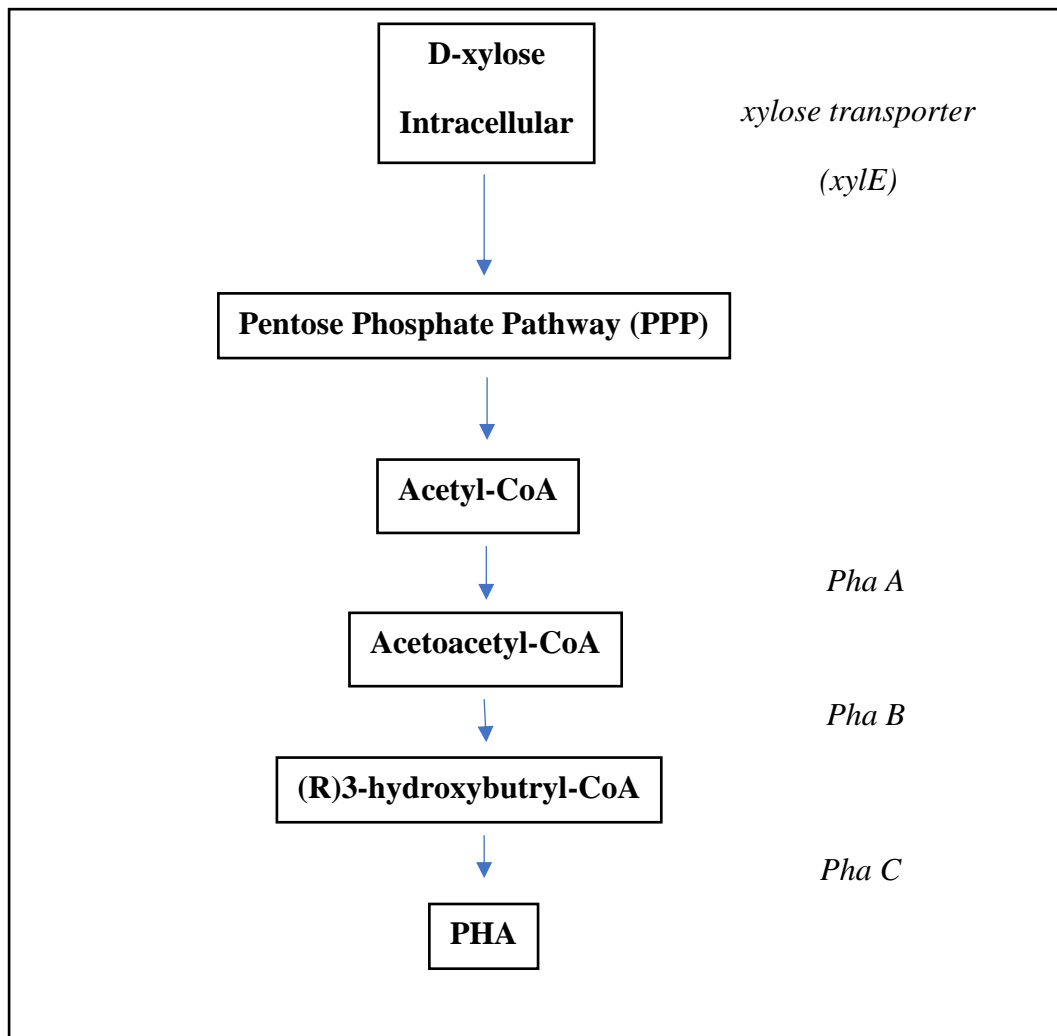 D-xylose
Intracellular
xylose transporter
(xylE)
Pentose Phosphate Pathway (PPP)
Acetyl-CoA
Pha A
Acetoacetyl-CoA
Pha B
(R)3-hydroxybutryl-CoA
Pha C
PHA